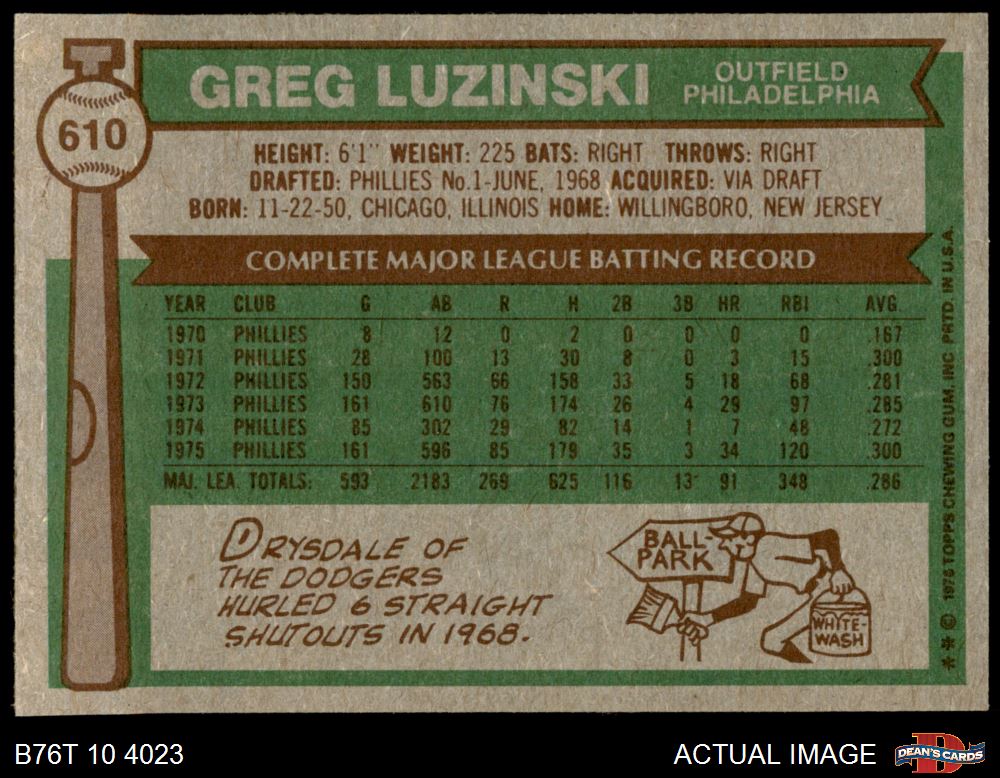 610
GREG LUZINSKI
OUTFIELD
PHILADELPHIA
HEIGHT: 6'1" WEIGHT: 225 BATS: RIGHT THROWS: RIGHT
DRAFTED: PHILLIES No.1-JUNE, 1968 ACQUIRED: VIA DRAFT
BORN: 11-22-50, CHICAGO, ILLINOIS HOME: WILLINGBORO, NEW JERSEY
COMPLETE MAJOR LEAGUE BATTING RECORD
YEAR CLUB G AB R H 2B 3B HR RBI AVG.
1970 PHILLIES 8 12 0 2 0 0 0 0 .167
1971 PHILLIES 28 100 13 30 8 0 3 15 .300
1972 PHILLIES 150 563 66 158 33 5 18 68 .281
1973 PHILLIES 161 610 76 174 26 4 29 97 .285
1974 PHILLIES 85 302 29 82 14 1 7 48 .272
1975 PHILLIES 161 596 85 179 35 3 34 120 .300
MAJ. LEA. TOTALS: 593 2183 269 625 116 13 91 348 .286
DRYSDALE OF
THE DODGERS
HURLED 6 STRAIGHT
SHUTOUTS IN 1968.
BALL-
PARK
WHITE-
WASH
** © 1976 TOPPS CHEWING GUM, INC. PRTD. IN U.S.A.
B76T 10 4023
ACTUAL IMAGE
DEAN'S CARDS